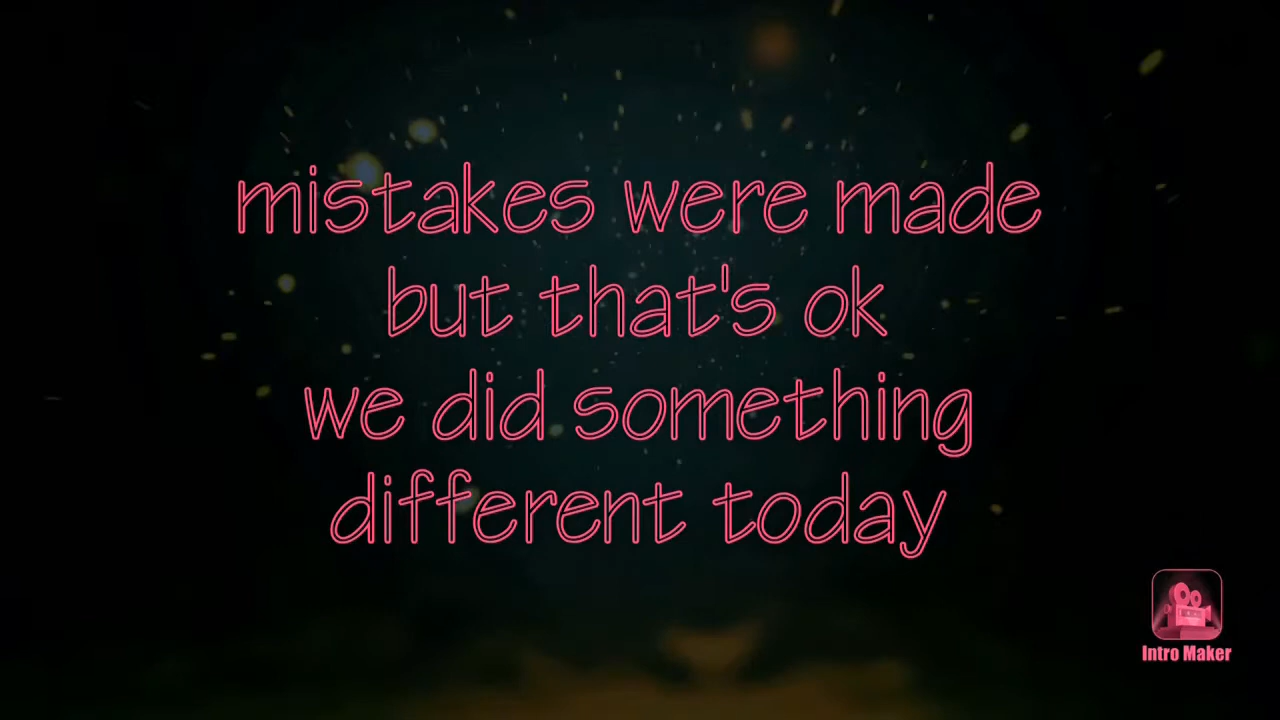 mistakes were made
but that's ok
we did something
different today
Intro Maker